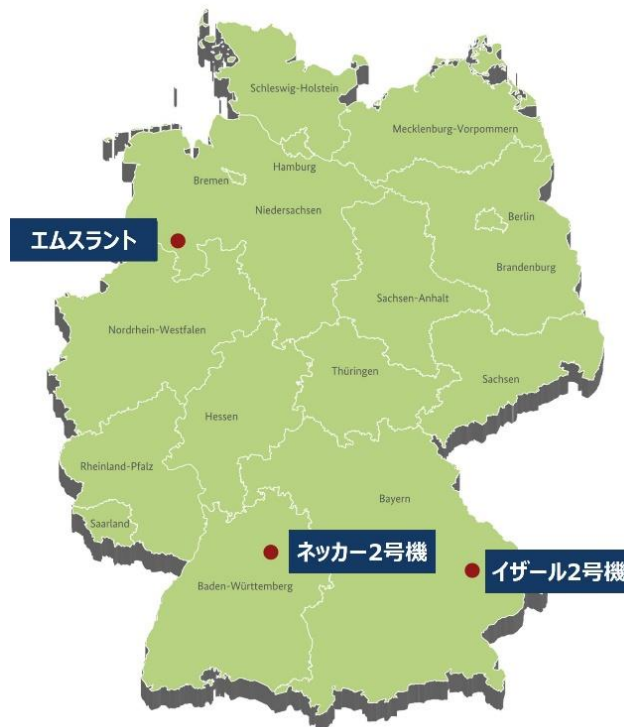 Schleswig-Holstein
Mecklenburg-Vorpommern
Hamburg
Bremen
Niedersachsen
Berlin
エムスラント
Brandenburg
Sachsen-Anhalt
Nordrhein-Westfalen
Thüringen
Sachsen
Hessen
Rheinland-Pfalz
Bayern
Saarland
ネッカー2号機
イザール2号機
Baden-Württemberg